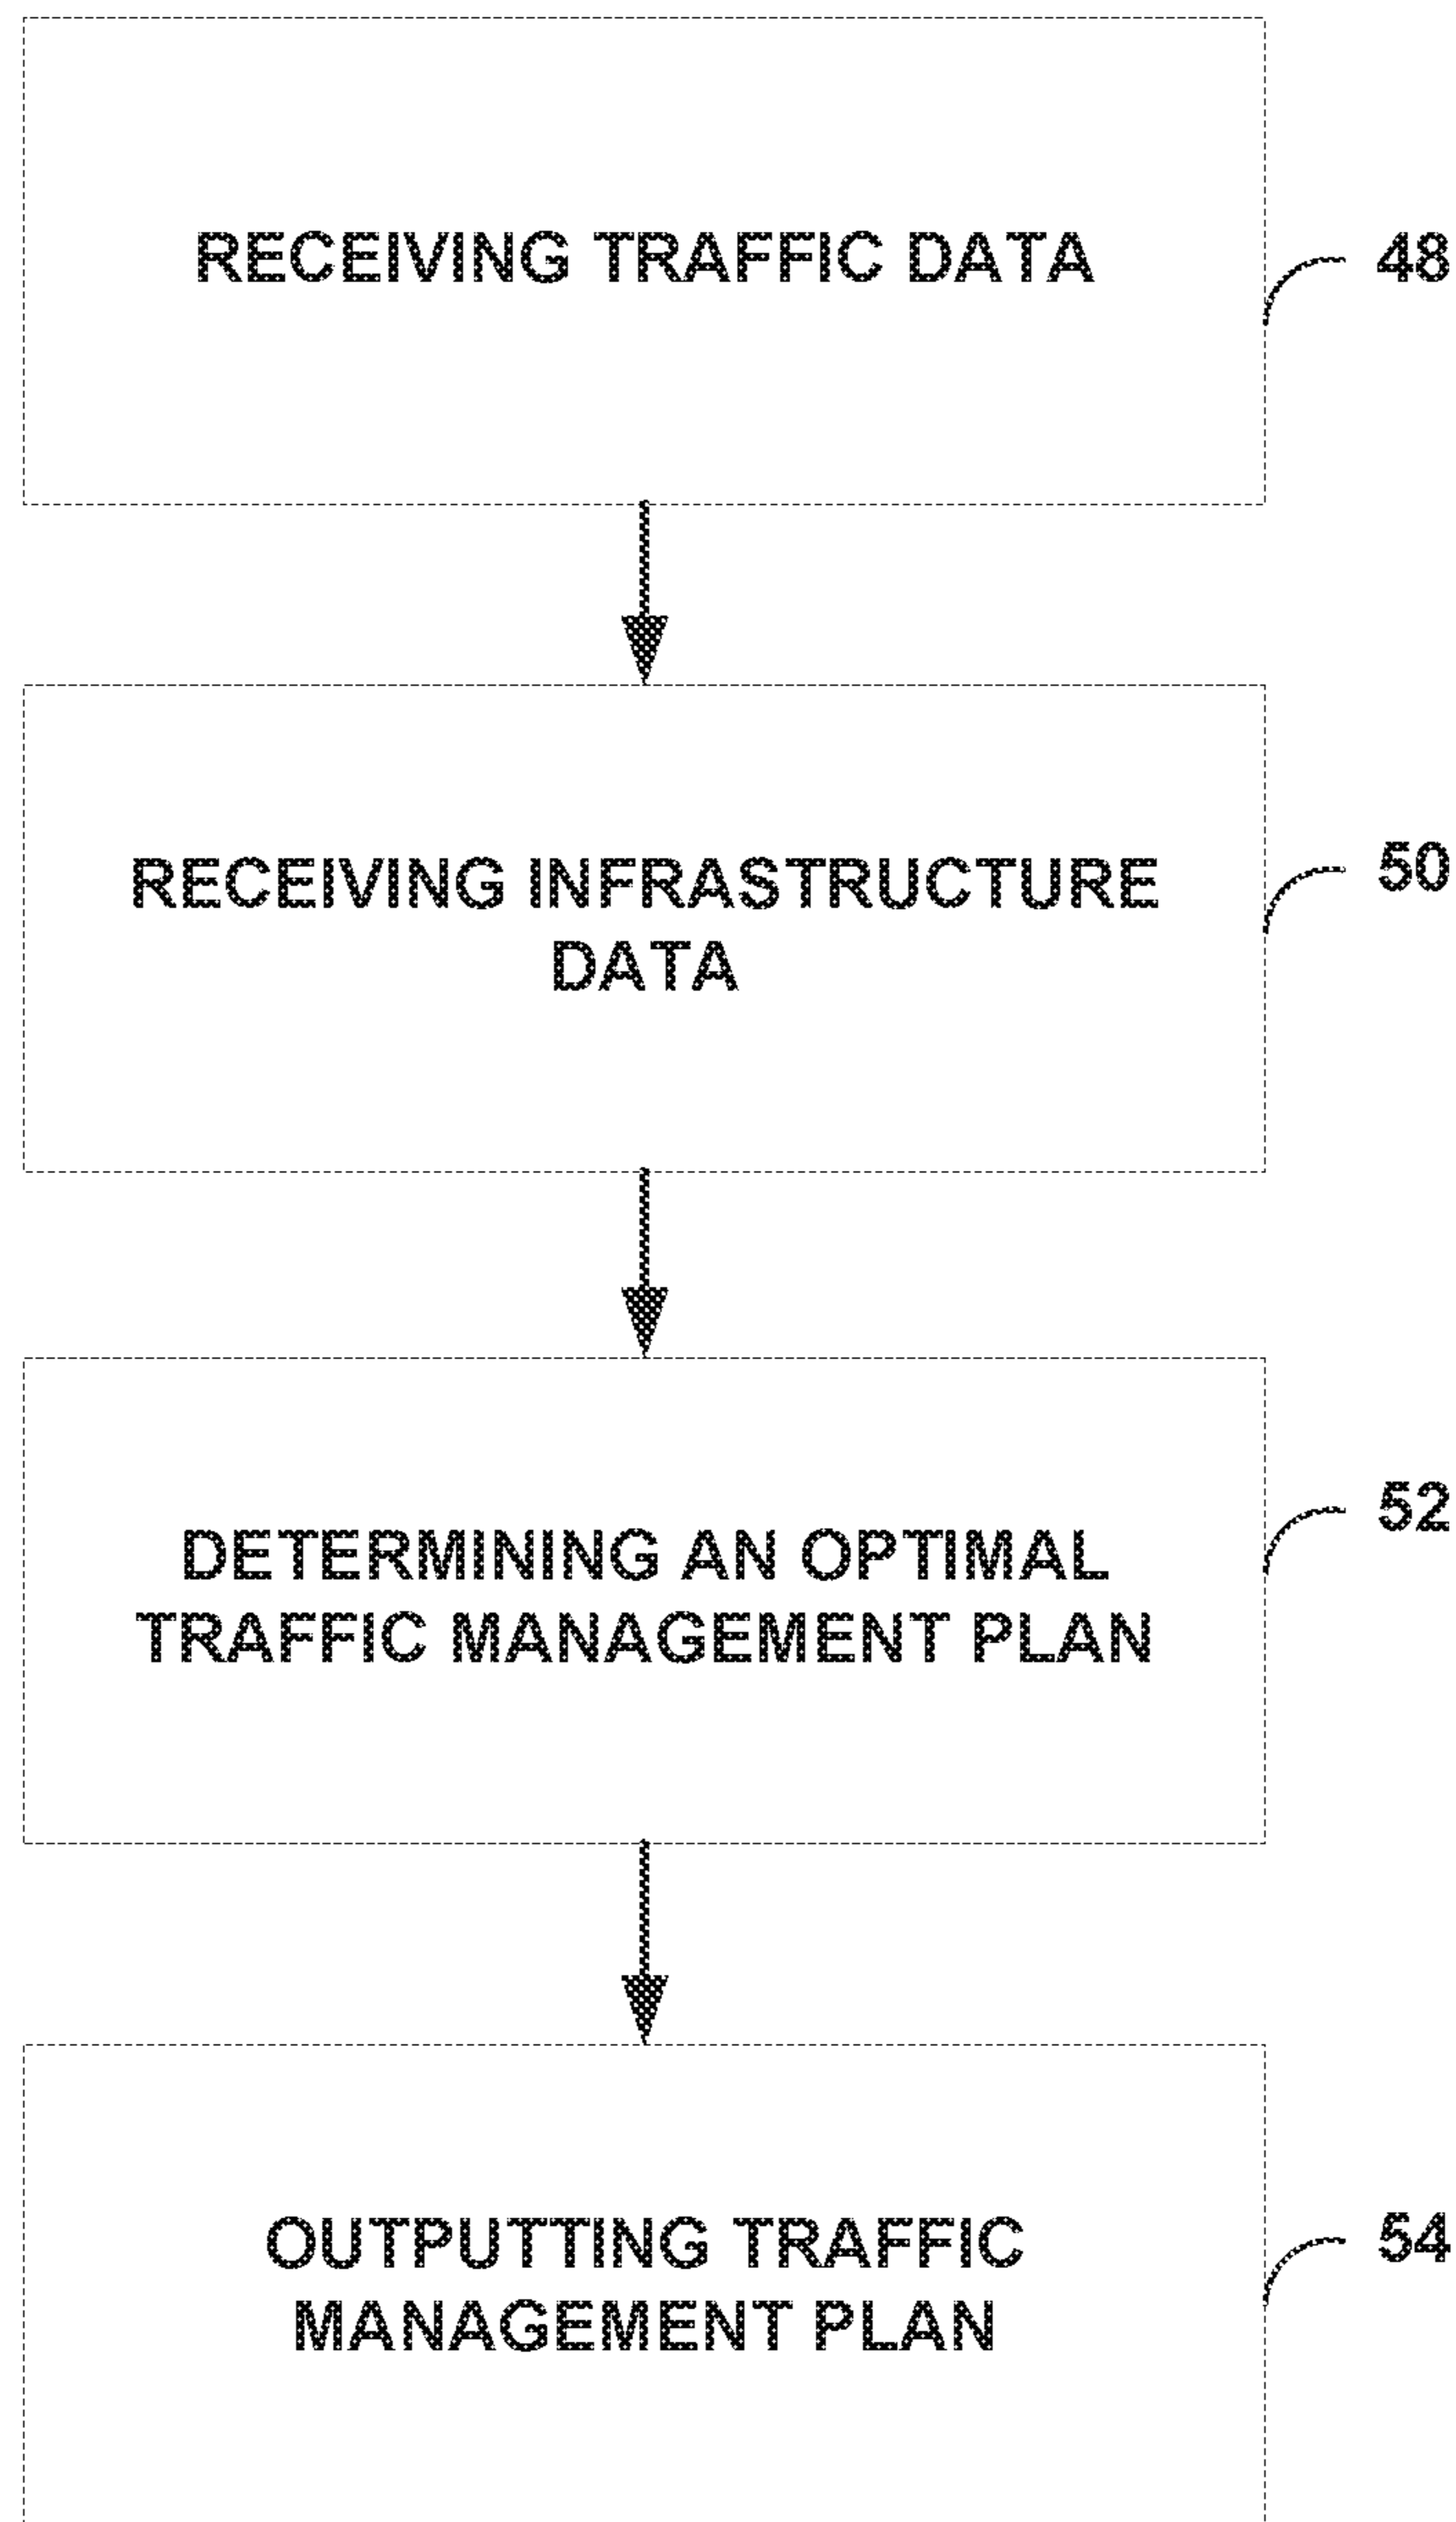 RECEIVING TRAFFIC DATA
48
RECEIVING INFRASTRUCTURE
DATA
50
DETERMINING AN OPTIMAL
TRAFFIC MANAGEMENT PLAN
52
OUTPUTTING TRAFFIC
MANAGEMENT PLAN
54